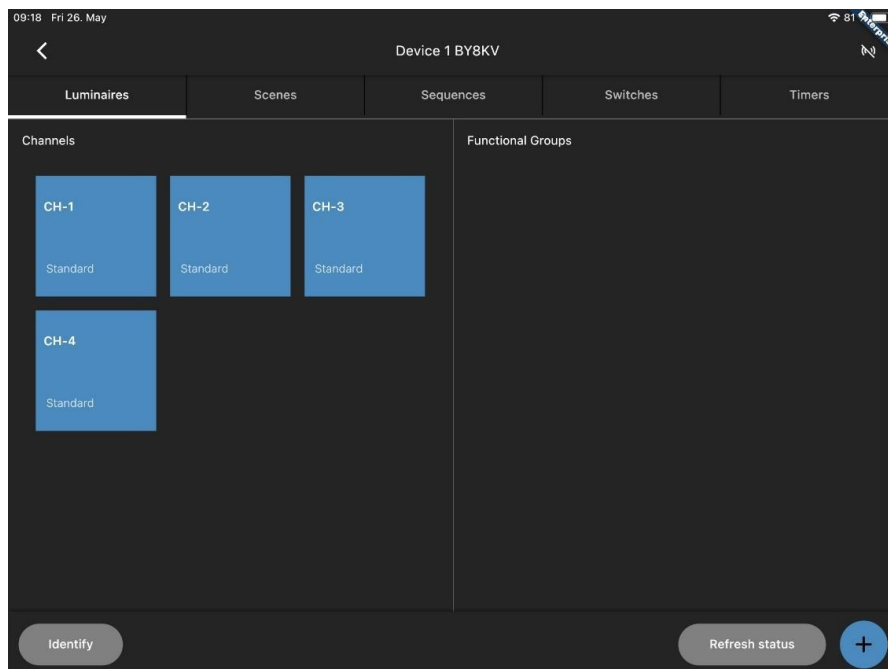 09:18 Fri 26. May
81
Enterpri
Device 1 BY8KV
Luminaires
Scenes
Sequences
Switches
Timers
Channels
Functional Groups
CH-1
CH-2
CH-3
Standard
Standard
Standard
CH-4
Standard
Identify
Refresh status
+